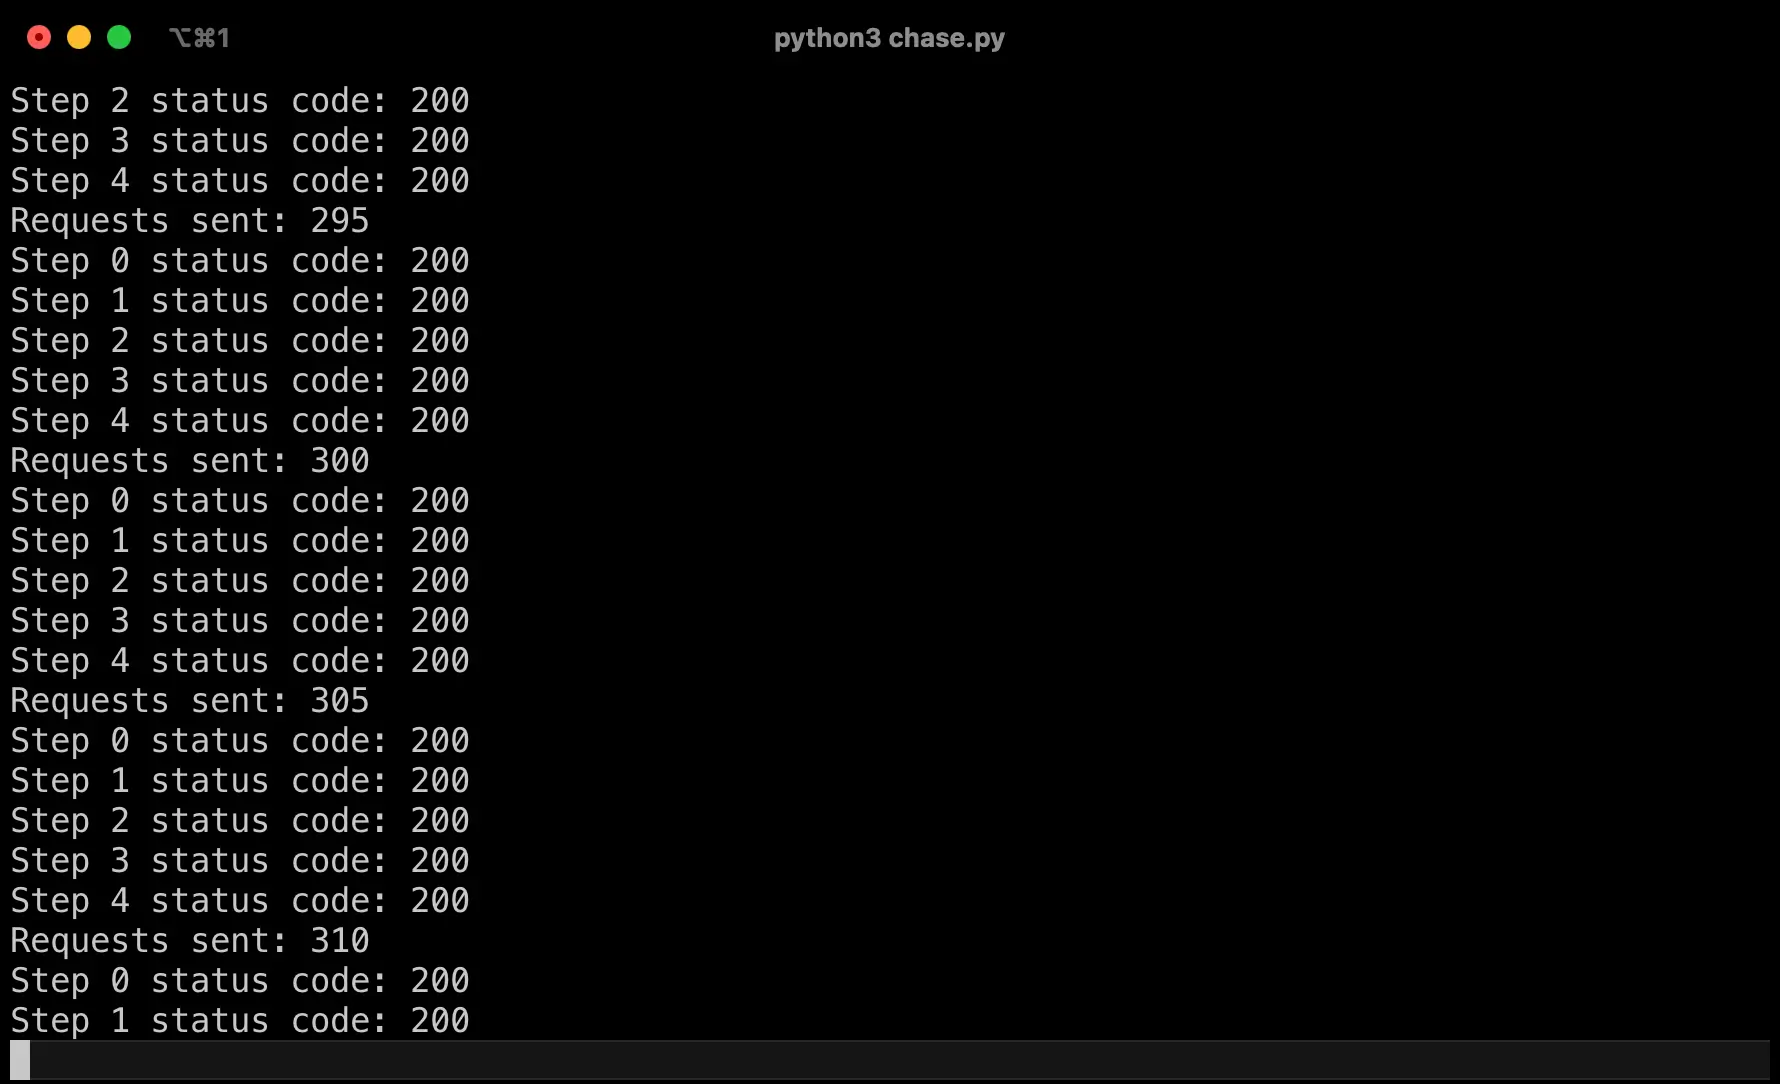 ⌥⌘1
python3 chase.py
Step 2 status code: 200
Step 3 status code: 200
Step 4 status code: 200
Requests sent: 295
Step 0 status code: 200
Step 1 status code: 200
Step 2 status code: 200
Step 3 status code: 200
Step 4 status code: 200
Requests sent: 300
Step 0 status code: 200
Step 1 status code: 200
Step 2 status code: 200
Step 3 status code: 200
Step 4 status code: 200
Requests sent: 305
Step 0 status code: 200
Step 1 status code: 200
Step 2 status code: 200
Step 3 status code: 200
Step 4 status code: 200
Requests sent: 310
Step 0 status code: 200
Step 1 status code: 200